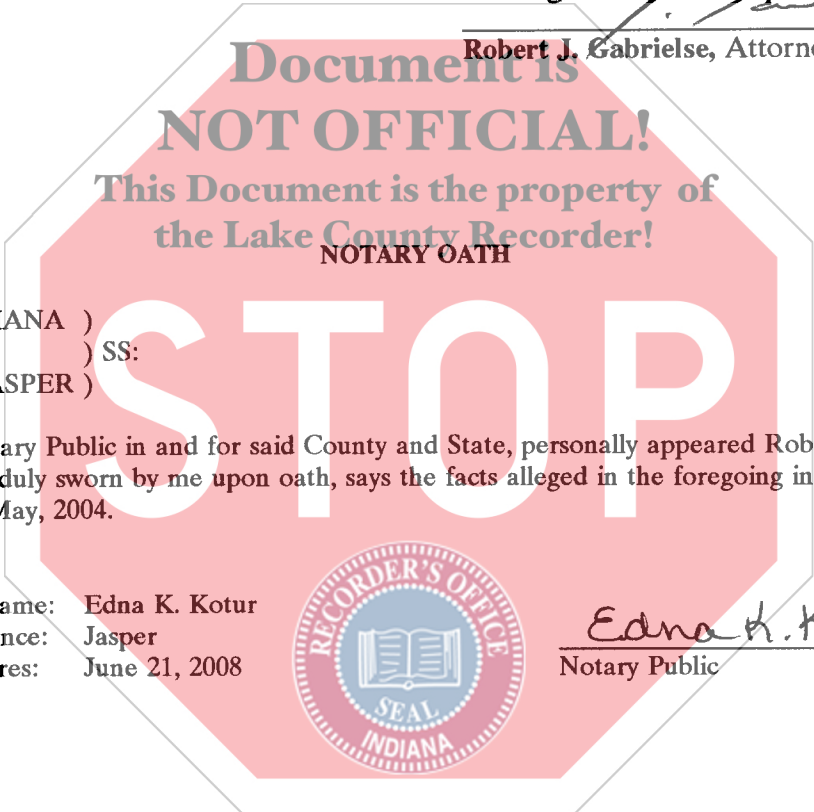 Robert J. Gabrielse, Attorne
Document is
NOT OFFICIAL!
This Document is the property of
the Lake County Recorder!
NOTARY OATH
STOP
IANA )
) SS:
ASPER )
ary Public in and for said County and State, personally appeared Rob
duly sworn by me upon oath, says the facts alleged in the foregoing in
May, 2004.
ame: Edna K. Kotur
nce: Jasper
res: June 21, 2008
Edna K. K
Notary Public
RECORDER'S OFFICE
SEAL
INDIANA